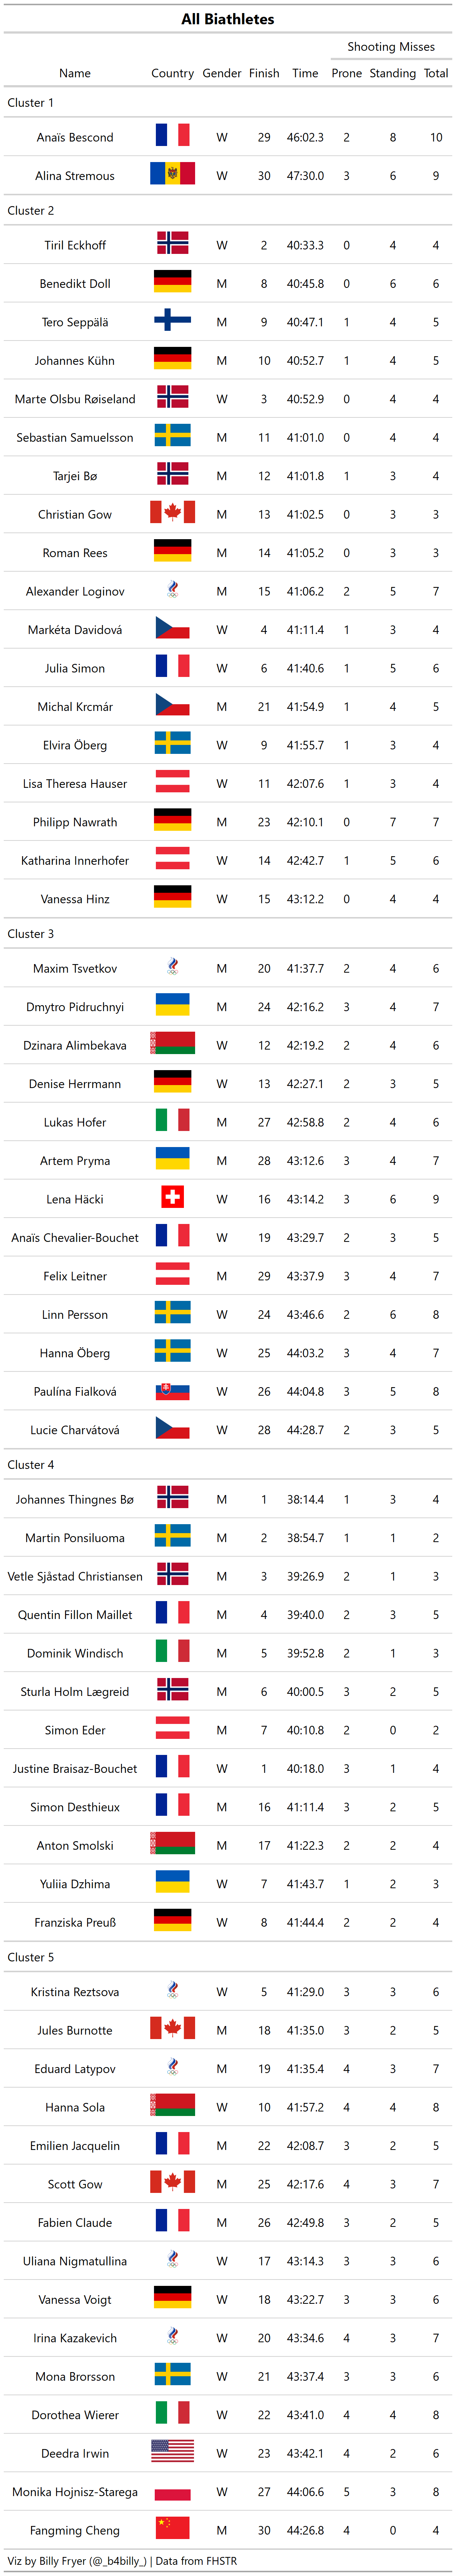 All Biathletes
Shooting Misses
Name Country Gender Finish Time Prone Standing Total
Cluster 1
Anaïs Bescond W 29 46:02.3 2 8 10
Alina Stremous W 30 47:30.0 3 6 9
Cluster 2
Tiril Eckhoff W 2 40:33.3 0 4 4
Benedikt Doll M 8 40:45.8 0 6 6
Tero Seppälä M 9 40:47.1 1 4 5
Johannes Kühn M 10 40:52.7 1 4 5
Marte Olsbu Røiseland W 3 40:52.9 0 4 4
Sebastian Samuelsson M 11 41:01.0 0 4 4
Tarjei Bø M 12 41:01.8 1 3 4
Christian Gow M 13 41:02.5 0 3 3
Roman Rees M 14 41:05.2 0 3 3
Alexander Loginov M 15 41:06.2 2 5 7
Markéta Davidová W 4 41:11.4 1 3 4
Julia Simon W 6 41:40.6 1 5 6
Michal Krcmár M 21 41:54.9 1 4 5
Elvira Öberg W 9 41:55.7 1 3 4
Lisa Theresa Hauser W 11 42:07.6 1 3 4
Philipp Nawrath M 23 42:10.1 0 7 7
Katharina Innerhofer W 14 42:42.7 1 5 6
Vanessa Hinz W 15 43:12.2 0 4 4
Cluster 3
Maxim Tsvetkov M 20 41:37.7 2 4 6
Dmytro Pidruchnyi M 24 42:16.2 3 4 7
Dzinara Alimbekava W 12 42:19.2 2 4 6
Denise Herrmann W 13 42:27.1 2 3 5
Lukas Hofer M 27 42:58.8 2 4 6
Artem Pryma M 28 43:12.6 3 4 7
Lena Häcki W 16 43:14.2 3 6 9
Anaïs Chevalier-Bouchet W 19 43:29.7 2 3 5
Felix Leitner M 29 43:37.9 3 4 7
Linn Persson W 24 43:46.6 2 6 8
Hanna Öberg W 25 44:03.2 3 4 7
Paulína Fialková W 26 44:04.8 3 5 8
Lucie Charvátová W 28 44:28.7 2 3 5
Cluster 4
Johannes Thingnes Bø M 1 38:14.4 1 3 4
Martin Ponsiluoma M 2 38:54.7 1 1 2
Vetle Sjåstad Christiansen M 3 39:26.9 2 1 3
Quentin Fillon Maillet M 4 39:40.0 2 3 5
Dominik Windisch M 5 39:52.8 2 1 3
Sturla Holm Lægreid M 6 40:00.5 3 2 5
Simon Eder M 7 40:10.8 2 0 2
Justine Braisaz-Bouchet W 1 40:18.0 3 1 4
Simon Desthieux M 16 41:11.4 3 2 5
Anton Smolski M 17 41:22.3 2 2 4
Yuliia Dzhima W 7 41:43.7 1 2 3
Franziska Preuß W 8 41:44.4 2 2 4
Cluster 5
Kristina Reztsova W 5 41:29.0 3 3 6
Jules Burnotte M 18 41:35.0 3 2 5
Eduard Latypov M 19 41:35.4 4 3 7
Hanna Sola W 10 41:57.2 4 4 8
Emilien Jacquelin M 22 42:08.7 3 2 5
Scott Gow M 25 42:17.6 4 3 7
Fabien Claude M 26 42:49.8 3 2 5
Uliana Nigmatullina W 17 43:14.3 3 3 6
Vanessa Voigt W 18 43:22.7 3 3 6
Irina Kazakevich W 20 43:34.6 4 3 7
Mona Brorsson W 21 43:37.4 3 3 6
Dorothea Wierer W 22 43:41.0 4 4 8
Deedra Irwin W 23 43:42.1 4 2 6
Monika Hojnisz-Starega W 27 44:06.6 5 3 8
Fangming Cheng M 30 44:26.8 4 0 4
Viz by Billy Fryer (@_b4billy_) | Data from FHSTR